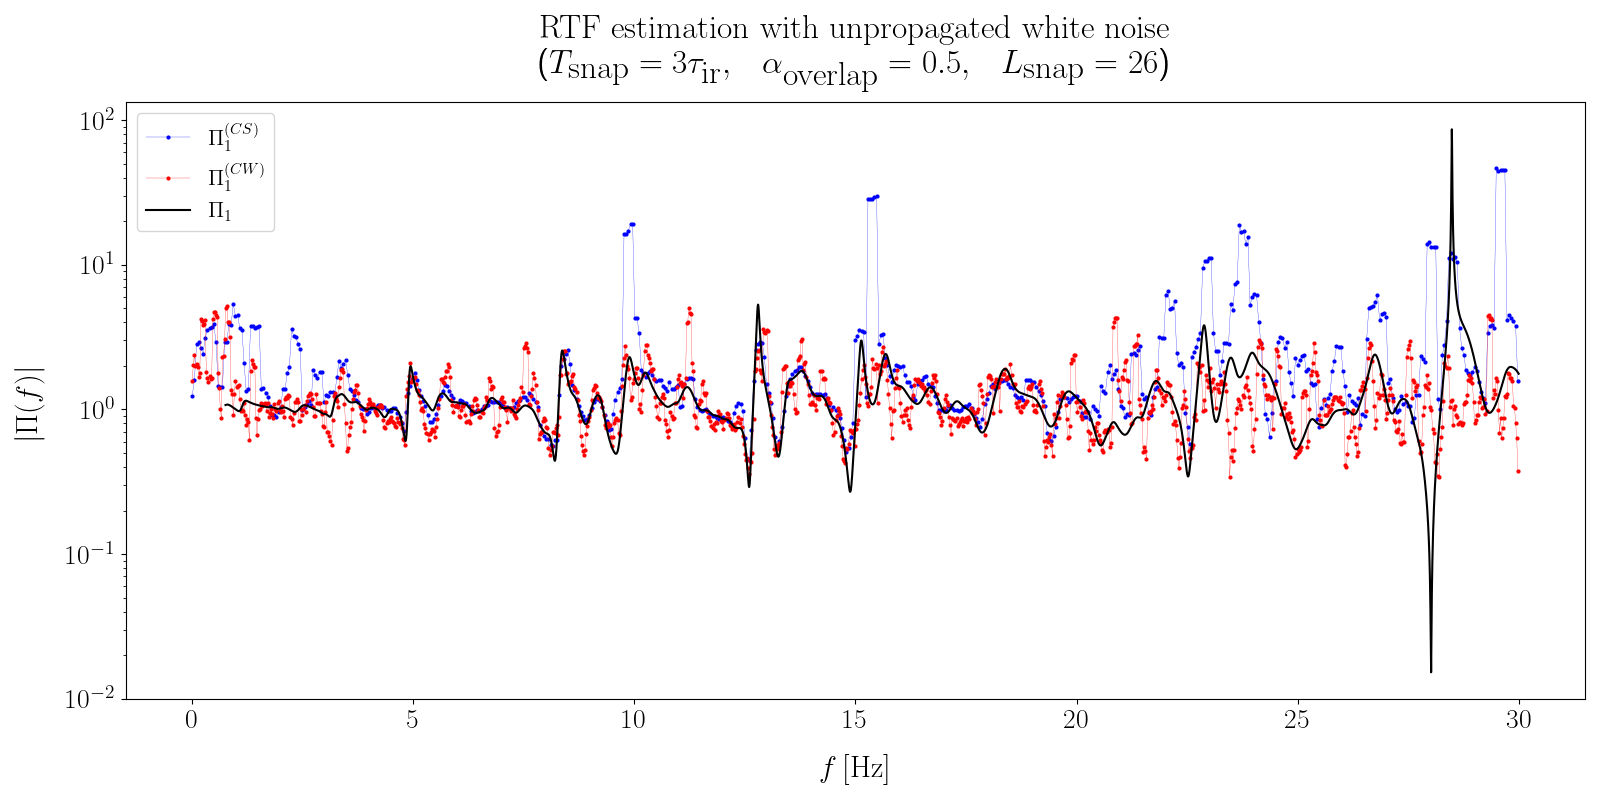 RTF estimation with unpropagated white noise
(T_snap = 3τ_ir, α_overlap = 0.5, L_snap = 26)
Π₁^(CS)
Π₁^(CW)
Π₁
|Π(f)|
10²
10¹
10⁰
10⁻¹
10⁻²
0 5 10 15 20 25 30
f [Hz]